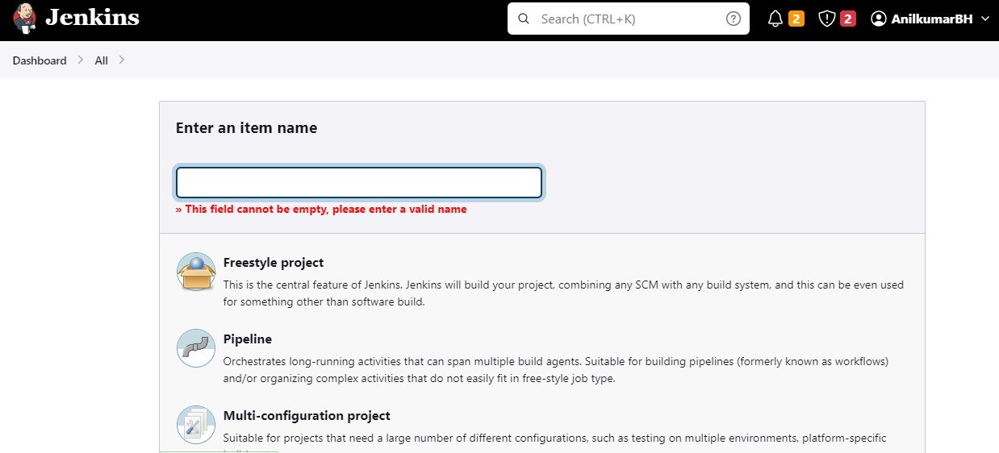 Jenkins
Search (CTRL+K)
?
2
2
AnilkumarBH
Dashboard
All
Enter an item name
» This field cannot be empty, please enter a valid name
Freestyle project
This is the central feature of Jenkins. Jenkins will build your project, combining any SCM with any build system, and this can be even used
for something other than software build.
Pipeline
Orchestrates long-running activities that can span multiple build agents. Suitable for building pipelines (formerly known as workflows)
and/or organizing complex activities that do not easily fit in free-style job type.
Multi-configuration project
Suitable for projects that need a large number of different configurations, such as testing on multiple environments, platform-specific